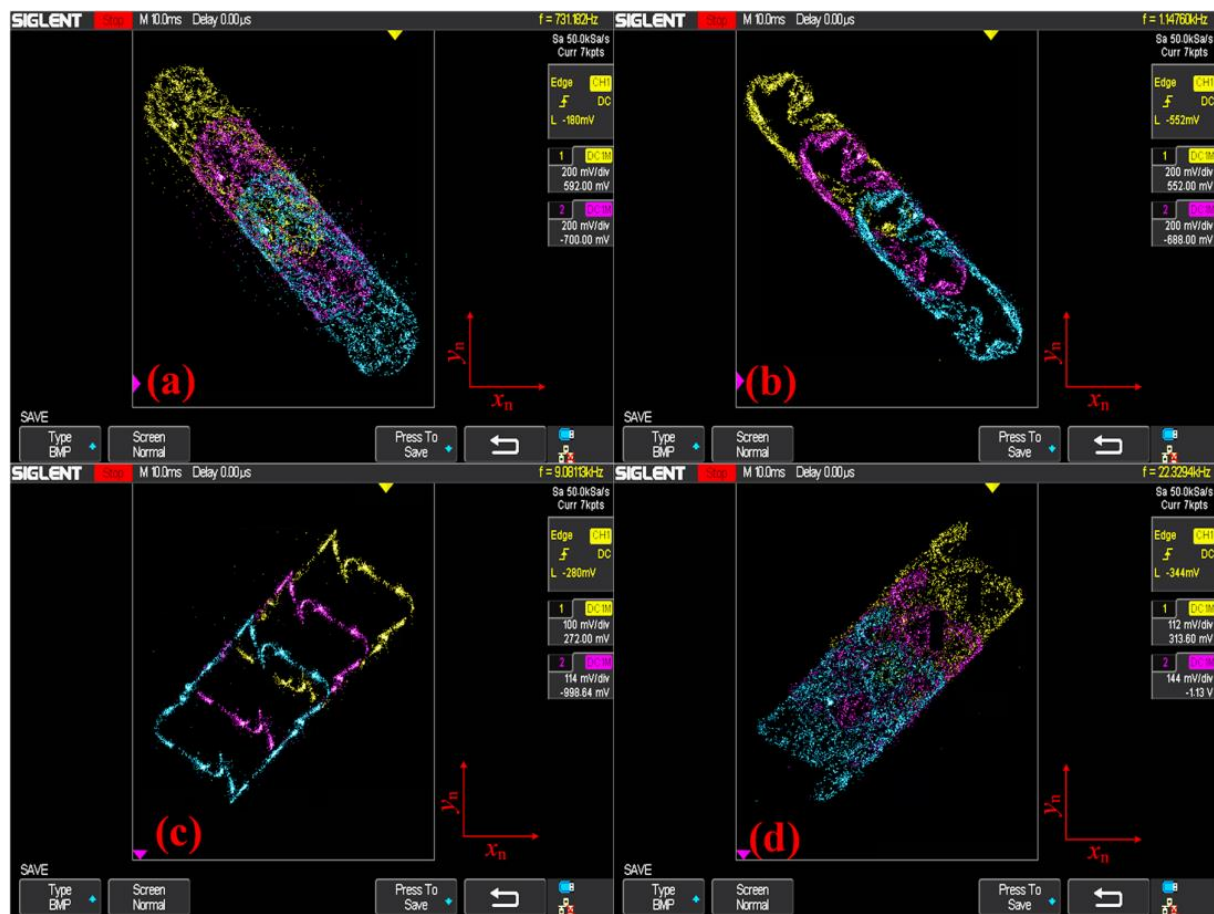 SIGLENT Stop M 10.0ms Delay 0.00µs f = 731.182Hz
Sa 50.0kSa/s
Curr 7kpts
Edge CH1
DC
L -180mV
1 DC1M
200 mV/div
592.00 mV
2 DC1M
200 mV/div
-700.00 mV
yn
xn
(a)
SAVE
Type
BMP
Screen
Normal
Press To
Save
SIGLENT Stop M 10.0ms Delay 0.00µs f = 1.14760kHz
Sa 50.0kSa/s
Curr 7kpts
Edge CH1
DC
L -552mV
1 DC1M
200 mV/div
552.00 mV
2 DC1M
200 mV/div
-688.00 mV
yn
xn
(b)
SAVE
Type
BMP
Screen
Normal
Press To
Save
SIGLENT Stop M 10.0ms Delay 0.00µs f = 9.08113kHz
Sa 50.0kSa/s
Curr 7kpts
Edge CH1
DC
L -280mV
1 DC1M
100 mV/div
272.00 mV
2 DC1M
114 mV/div
-998.64 mV
yn
xn
(c)
SAVE
Type
BMP
Screen
Normal
Press To
Save
SIGLENT Stop M 10.0ms Delay 0.00µs f = 22.3294kHz
Sa 50.0kSa/s
Curr 7kpts
Edge CH1
DC
L -344mV
1 DC1M
112 mV/div
313.60 mV
2 DC1M
144 mV/div
-1.13 V
yn
xn
(d)
SAVE
Type
BMP
Screen
Normal
Press To
Save